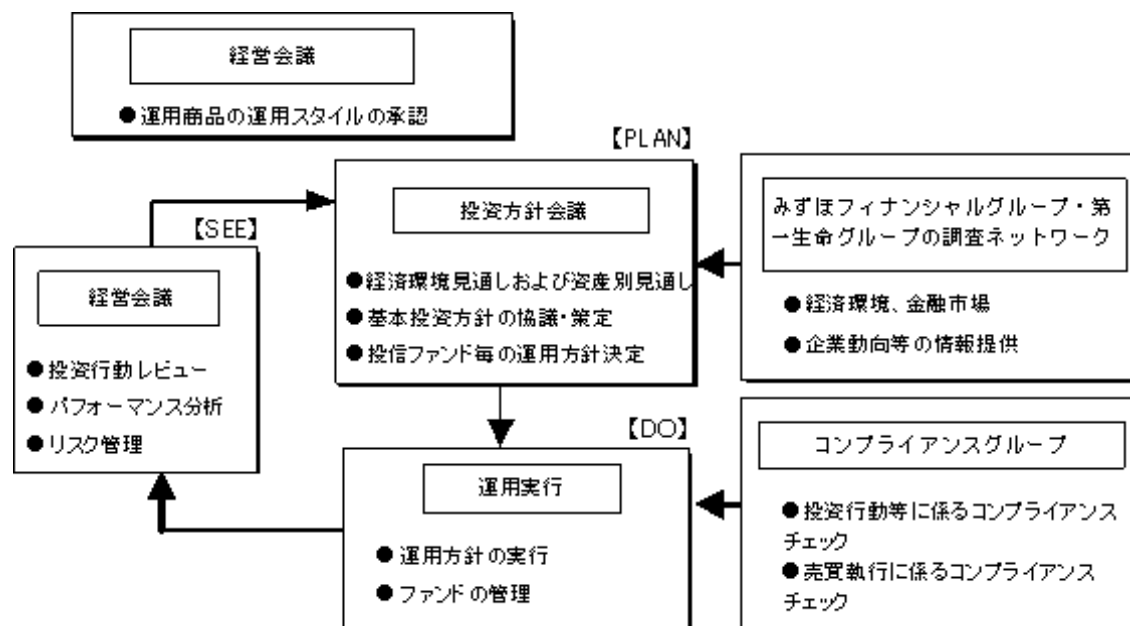 経営会議
●運用商品の運用スタイルの承認
【PLAN】
投資方針会議
●経済環境見通しおよび資産別見通し
●基本投資方針の協議・策定
●投信ファンド毎の運用方針決定
みずほフィナンシャルグループ・第
一生命グループの調査ネットワーク
●経済環境、金融市場
●企業動向等の情報提供
【SEE】
経営会議
●投資行動レビュー
●パフォーマンス分析
●リスク管理
【DO】
運用実行
●運用方針の実行
●ファンドの管理
コンプライアンスグループ
●投資行動等に係るコンプライアンス
チェック
●売買執行に係るコンプライアンス
チェック